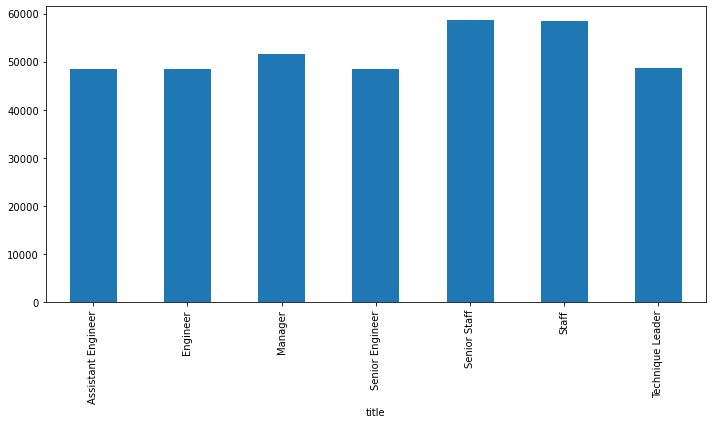 60000
50000
40000
30000
20000
10000
0
Assistant Engineer
Engineer
Manager
Senior Engineer
Senior Staff
Staff
Technique Leader
title